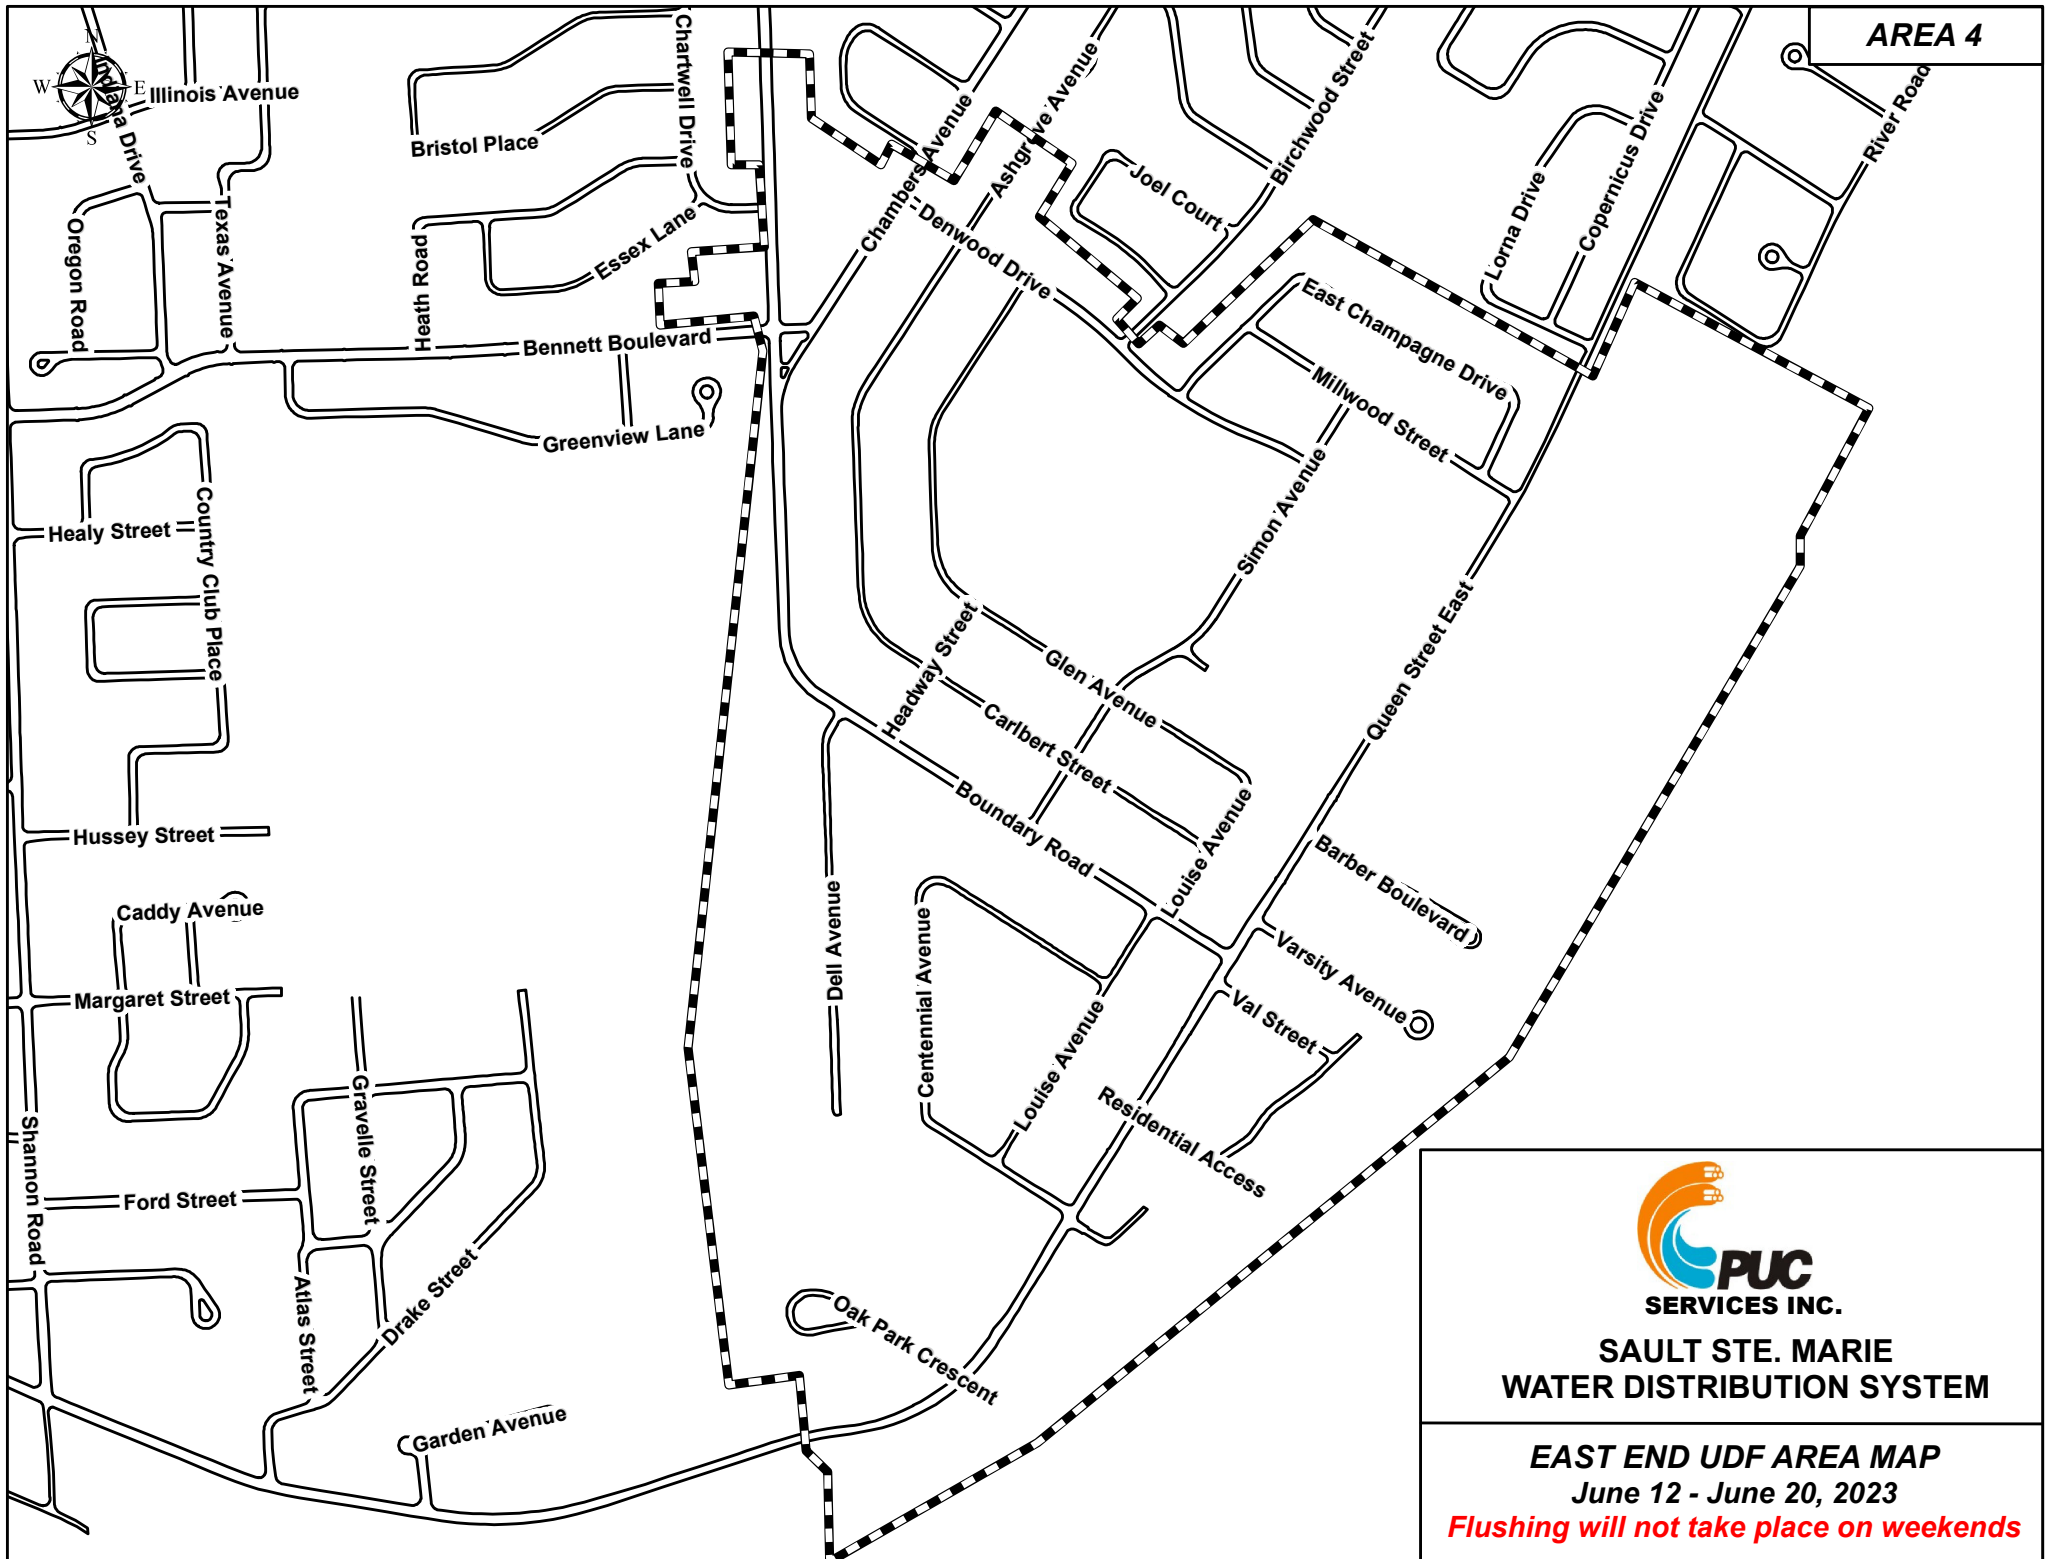 AREA 4
N
W
E
S
Indiana Drive
Illinois Avenue
Bristol Place
Chartwell Drive
Chambers Avenue
Ashgrove Avenue
Birchwood Street
Joel Court
Lorna Drive
Copernicus Drive
River Road
Oregon Road
Texas Avenue
Heath Road
Essex Lane
Denwood Drive
Bennett Boulevard
East Champagne Drive
Millwood Street
Greenview Lane
Simon Avenue
Healy Street
Country Club Place
Headway Street
Glen Avenue
Queen Street East
Carlbert Street
Boundary Road
Louise Avenue
Hussey Street
Barber Boulevard
Caddy Avenue
Dell Avenue
Centennial Avenue
Varsity Avenue
Margaret Street
Val Street
Louise Avenue
Residential Access
Gravelle Street
Shannon Road
Ford Street
Atlas Street
Drake Street
Oak Park Crescent
Garden Avenue
PUC
SERVICES INC.
SAULT STE. MARIE
WATER DISTRIBUTION SYSTEM
EAST END UDF AREA MAP
June 12 - June 20, 2023
Flushing will not take place on weekends